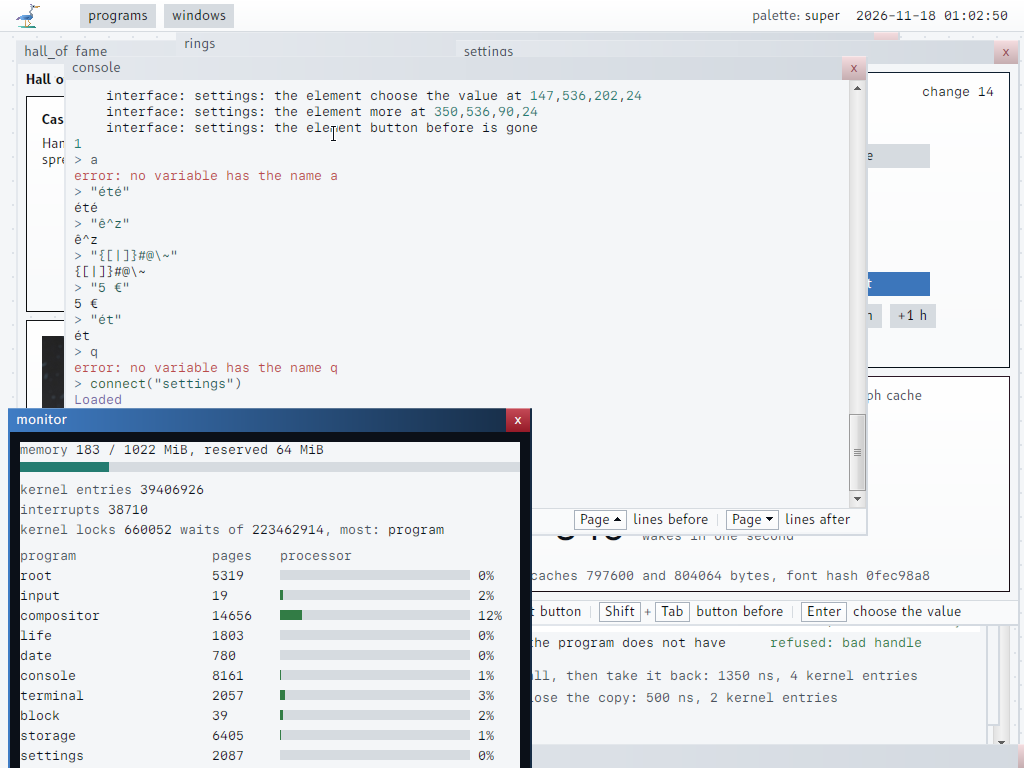 programs windows palette: super 2026-11-18 01:02:50
rings
hall_of fame settings x
console x
Hall o
change 14
interface: settings: the element choose the value at 147,536,202,24
interface: settings: the element more at 350,536,90,24
interface: settings: the element button before is gone
Cas
Har
spre
1
> a
error: no variable has the name a
> "été"
été
> "ê^z"
ê^z
> "{[|]}#@\~"
{[|]}#@\~
> "5 €"
5 €
> "ét"
ét
> q
error: no variable has the name q
> connect("settings")
Loaded
+1 h
ph cache
Page lines before Page lines after
monitor x
memory 183 / 1022 MiB, reserved 64 MiB
kernel entries 39406926
interrupts 38710
kernel locks 660052 waits of 223462914, most: program
program pages processor
root 5319 0%
input 19 2%
compositor 14656 12%
life 1803 0%
date 780 0%
console 8161 1%
terminal 2057 3%
block 39 2%
storage 6405 1%
settings 2087 0%
wakes in one second
caches 797600 and 804064 bytes, font hash 0fec98a8
t button Shift + Tab button before Enter choose the value
the program does not have refused: bad handle
all, then take it back: 1350 ns, 4 kernel entries
lose the copy: 500 ns, 2 kernel entries